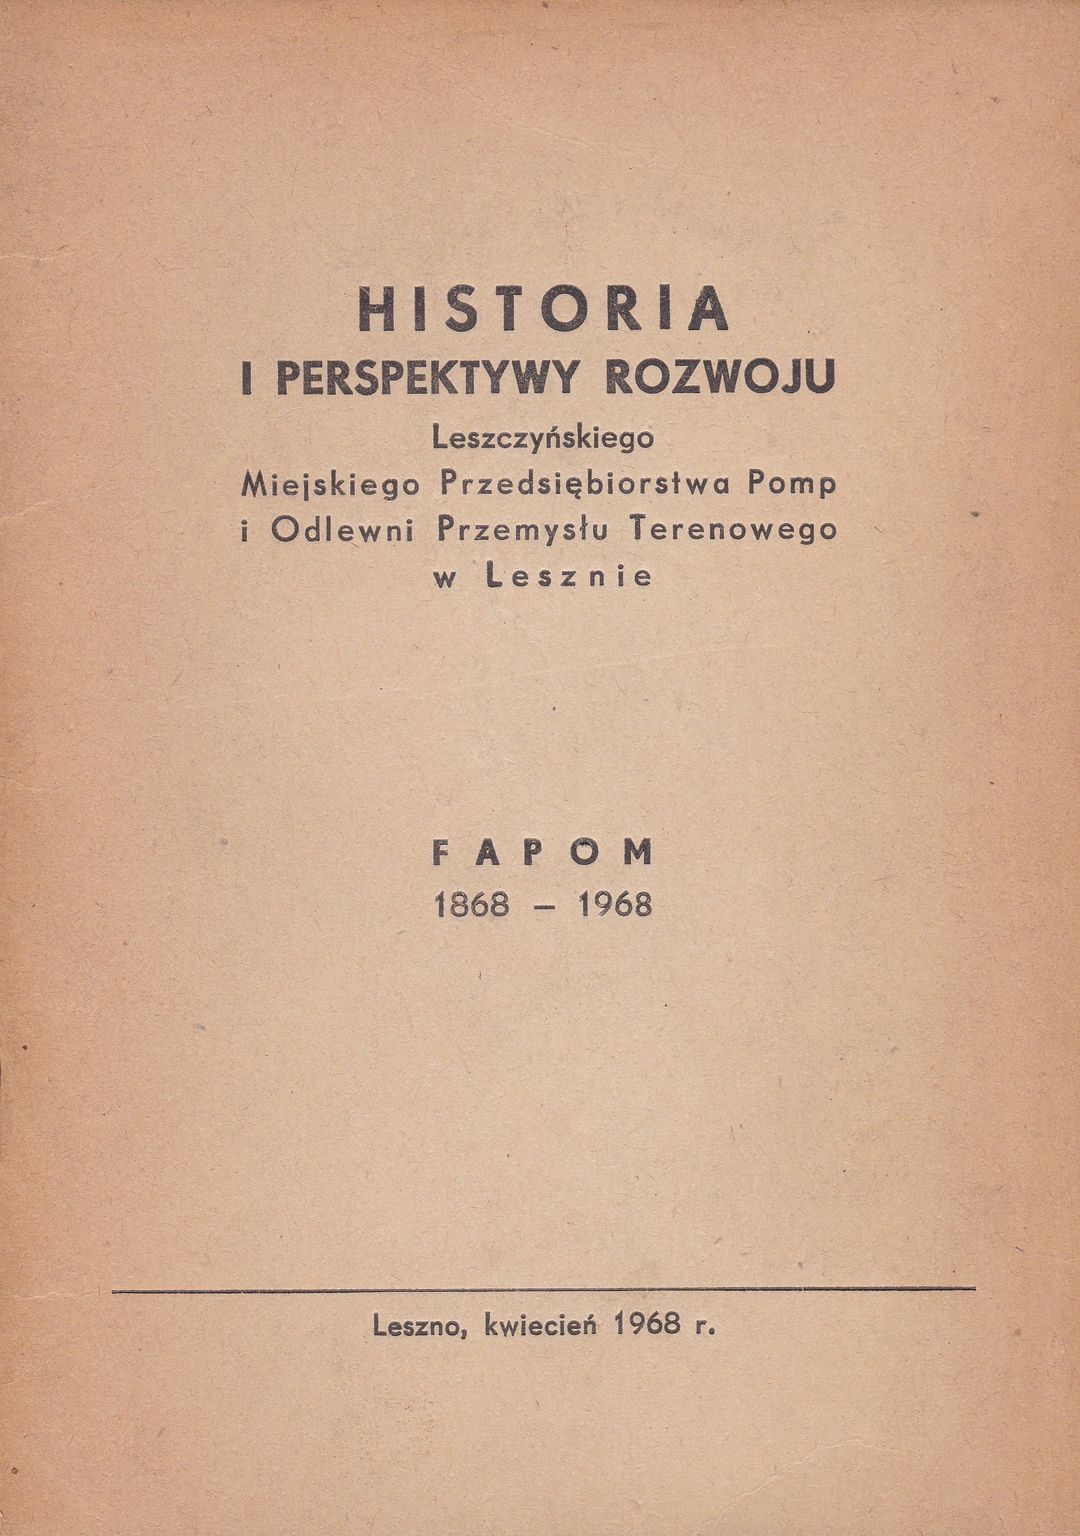 HISTORIA
I PERSPEKTYWY ROZWOJU
Leszczyńskiego
Miejskiego Przedsiębiorstwa Pomp
i Odlewni Przemysłu Terenowego
w Lesznie
FAPOM
1868 – 1968
Leszno, kwiecień 1968 r.